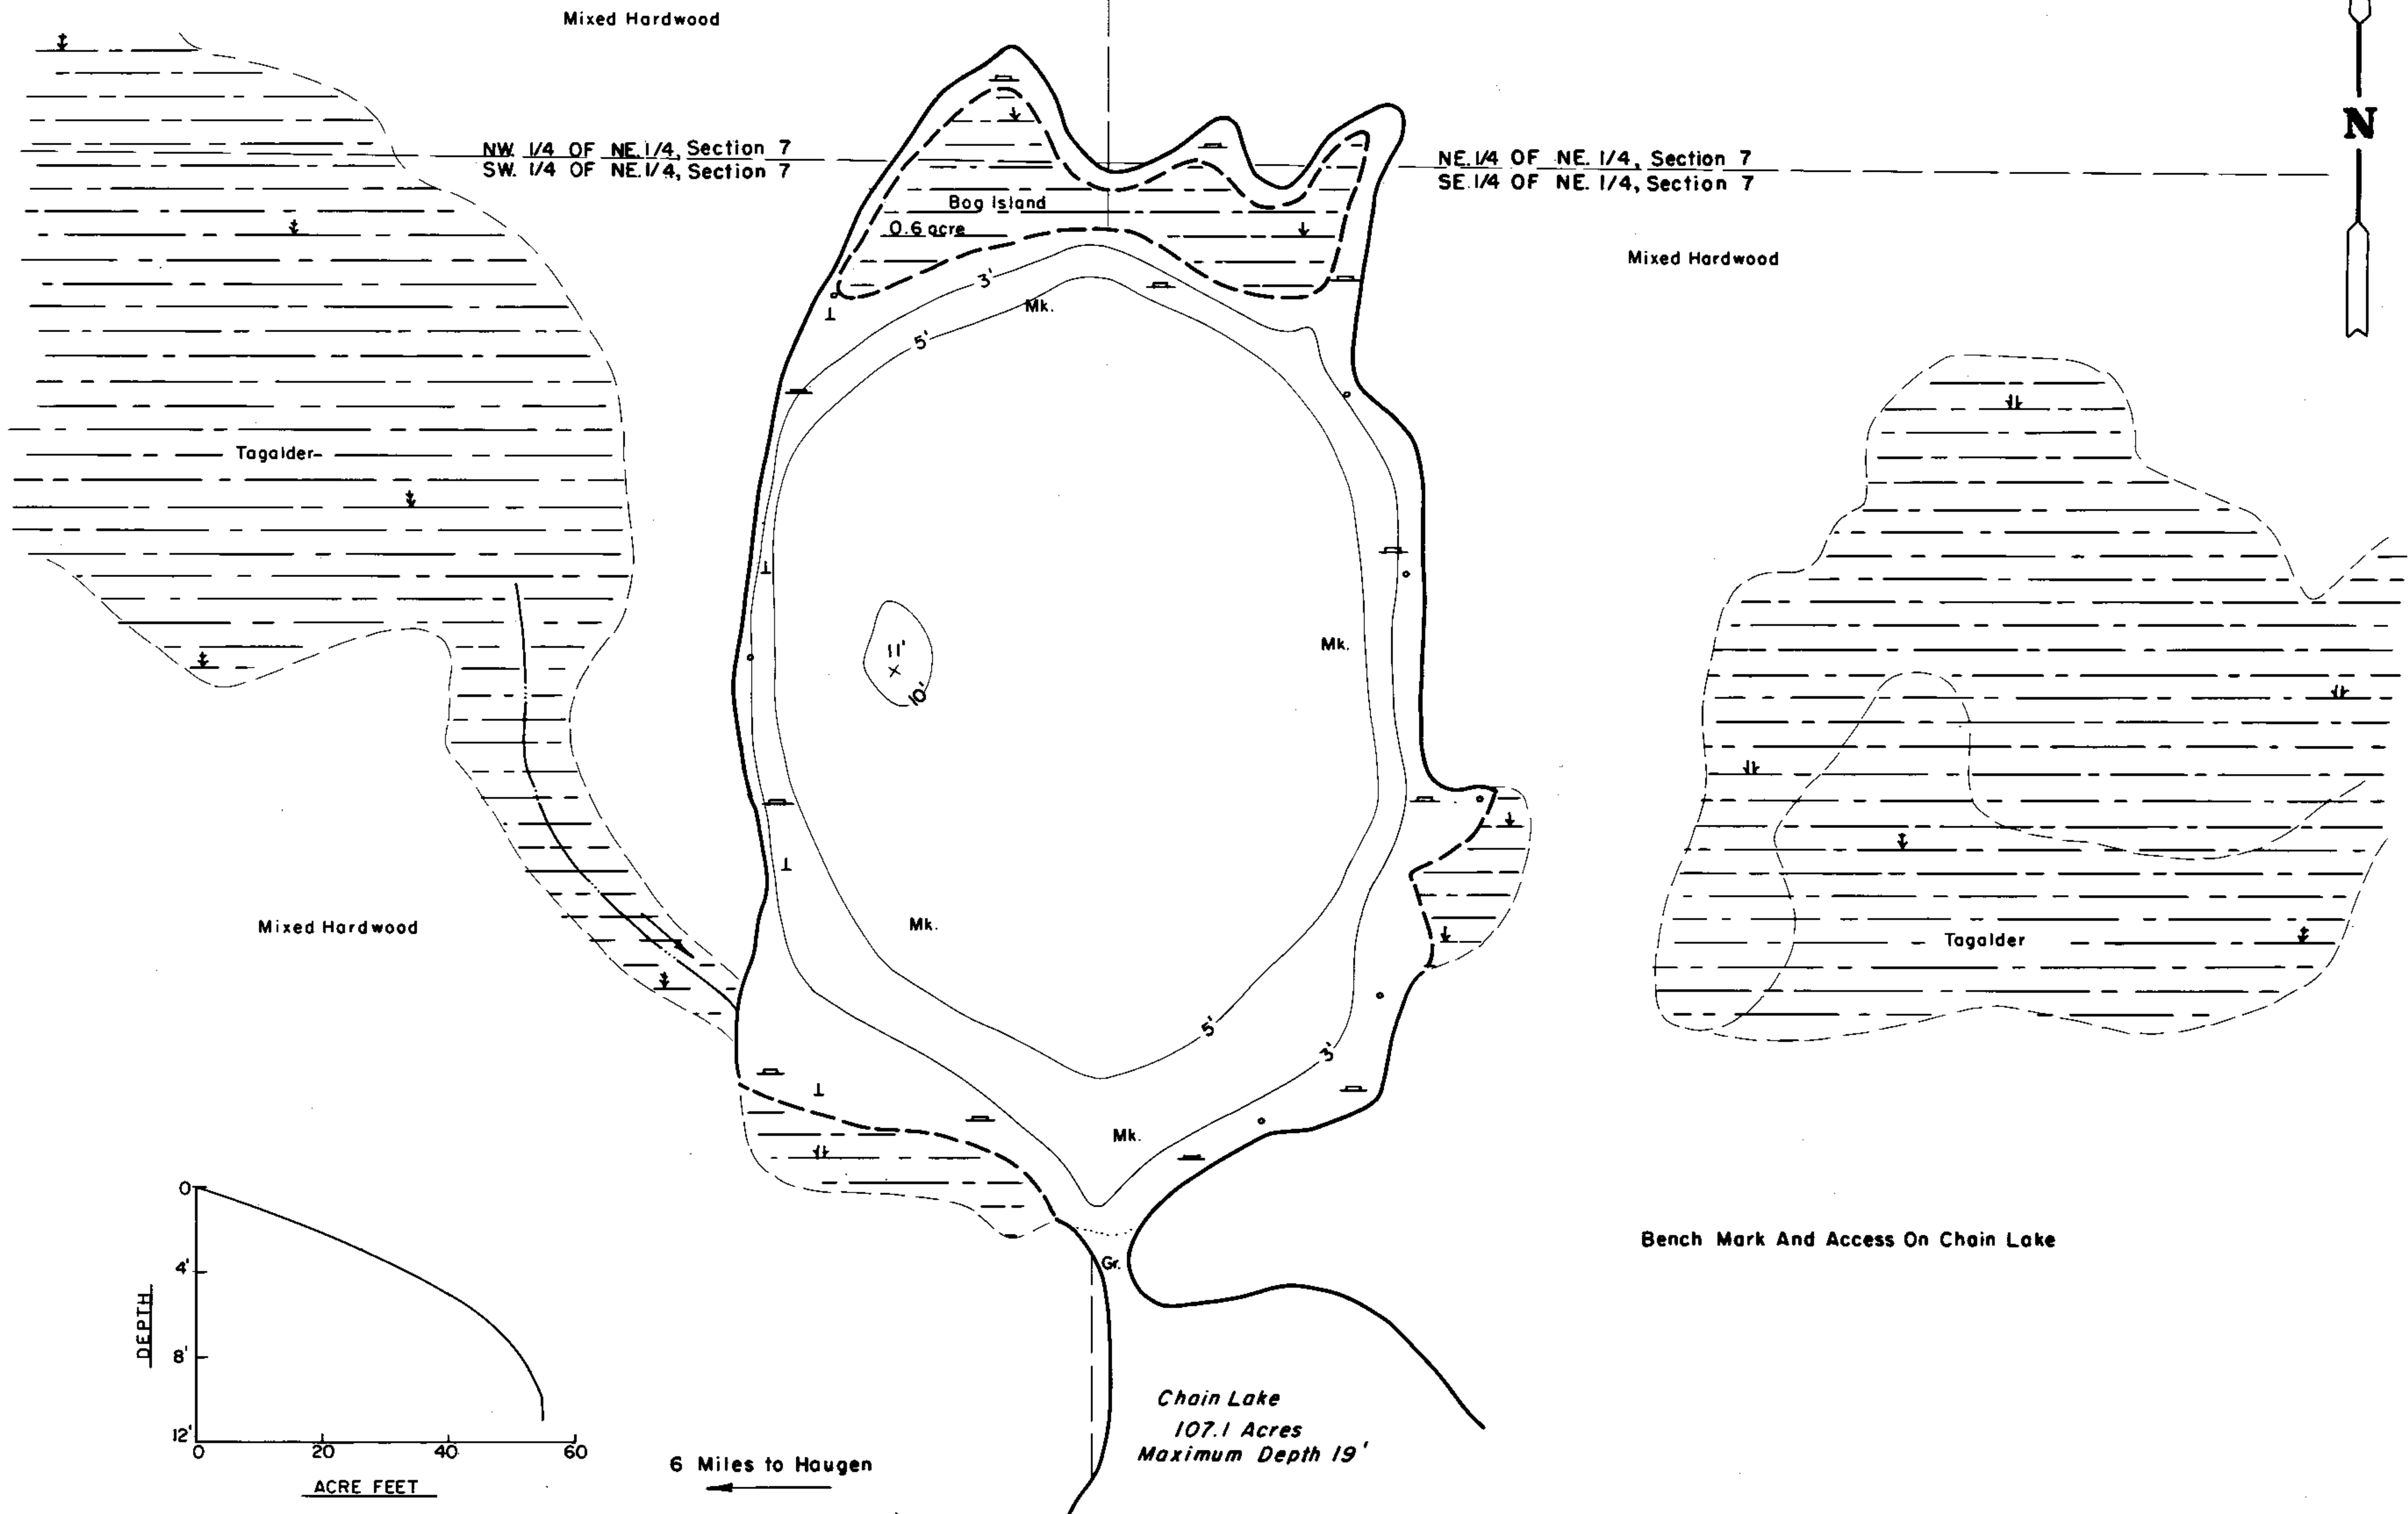 Mixed Hardwood
N
NW. 1/4 OF NE. 1/4, Section 7
SW. 1/4 OF NE. 1/4, Section 7
NE. 1/4 OF NE. 1/4, Section 7
SE. 1/4 OF NE. 1/4, Section 7
Bog Island
0.6 acre
Mixed Hardwood
3'
Mk.
5'
Tagalder
11'
X
10'
Mk.
Mk.
Mixed Hardwood
Tagalder
5'
3'
Mk.
Gr.
Bench Mark And Access On Chain Lake
0
4'
8'
12'
DEPTH
0 20 40 60
ACRE FEET
6 Miles to Haugen
Chain Lake
107.1 Acres
Maximum Depth 19'